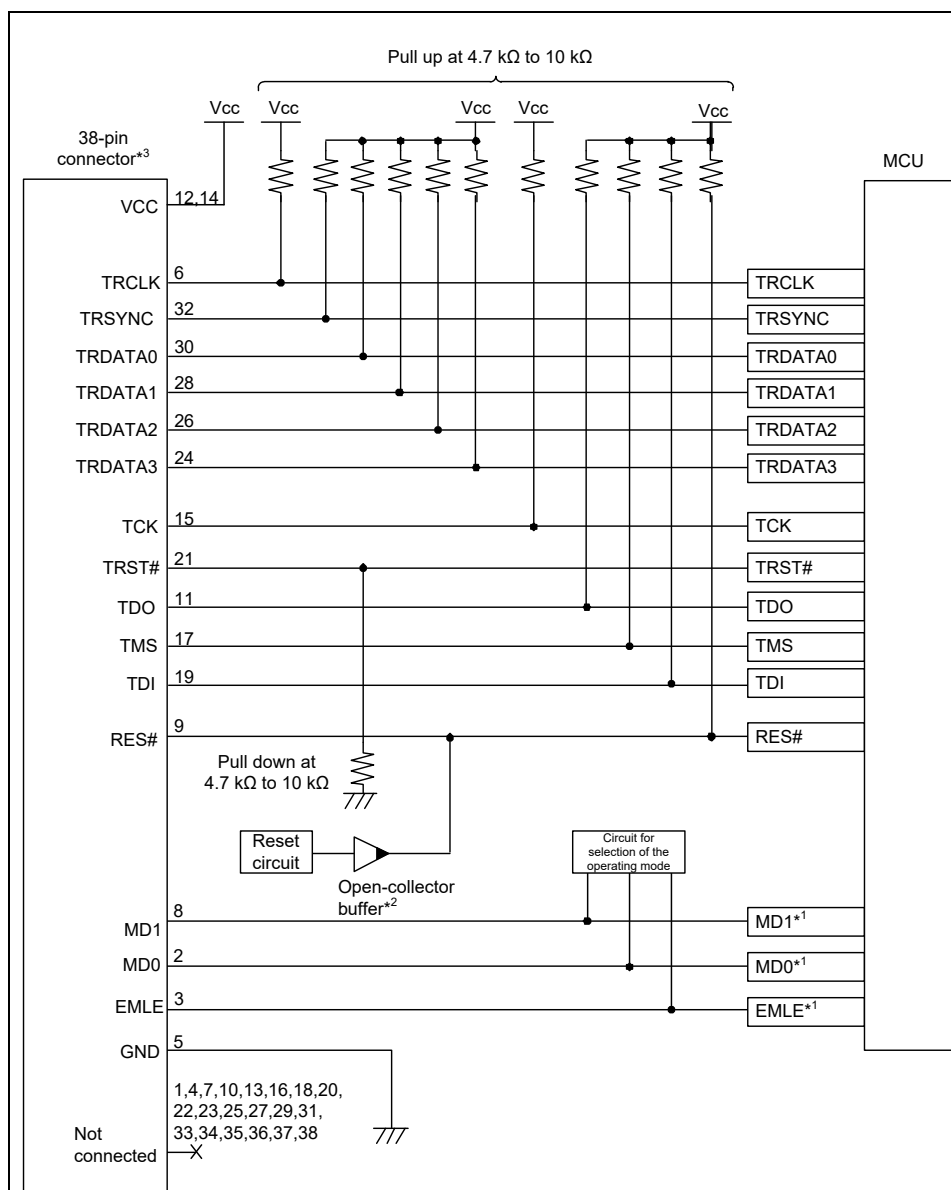 Pull up at 4.7 kΩ to 10 kΩ
Vcc Vcc Vcc Vcc Vcc
38-pin
connector*3
MCU
VCC 12,14
TRCLK 6 TRCLK
TRSYNC 32 TRSYNC
TRDATA0 30 TRDATA0
TRDATA1 28 TRDATA1
TRDATA2 26 TRDATA2
TRDATA3 24 TRDATA3
TCK 15 TCK
TRST# 21 TRST#
TDO 11 TDO
TMS 17 TMS
TDI 19 TDI
RES# 9 RES#
Pull down at
4.7 kΩ to 10 kΩ
Reset
circuit
Open-collector
buffer*2
Circuit for
selection of the
operating mode
MD1 8 MD1*1
MD0 2 MD0*1
EMLE 3 EMLE*1
GND 5
1,4,7,10,13,16,18,20,
22,23,25,27,29,31,
33,34,35,36,37,38
Not
connected